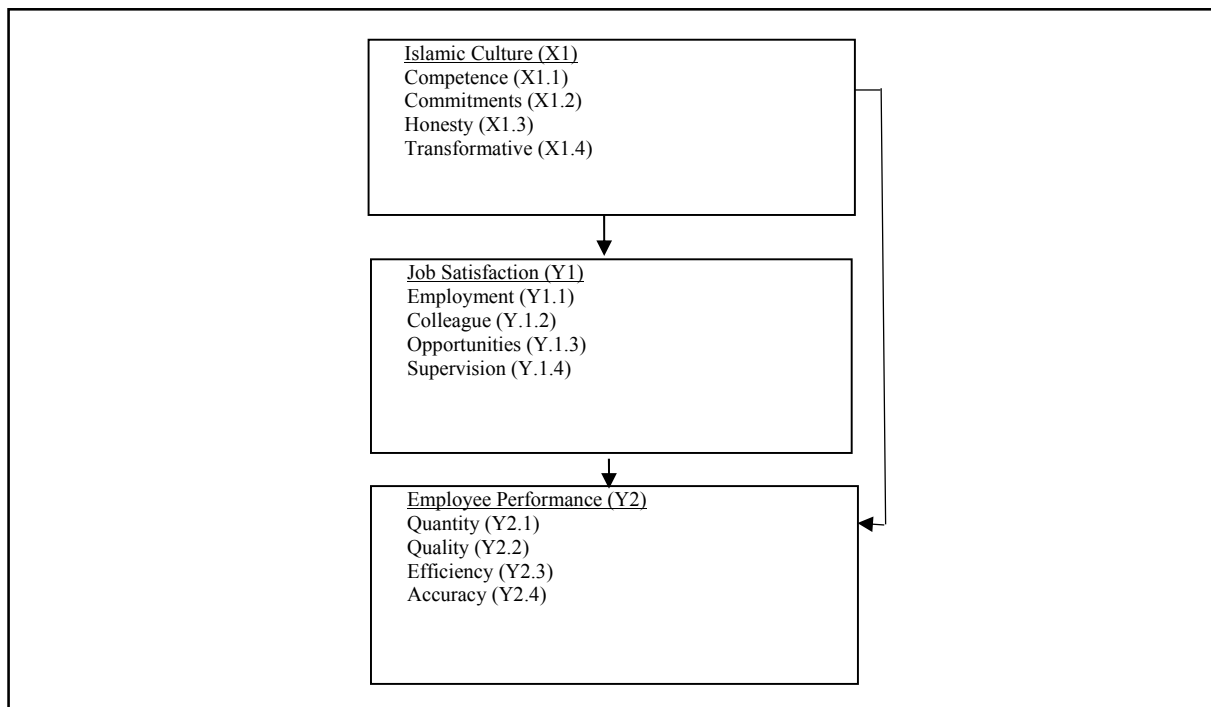 Islamic Culture (X1)
Competence (X1.1)
Commitments (X1.2)
Honesty (X1.3)
Transformative (X1.4)
Job Satisfaction (Y1)
Employment (Y1.1)
Colleague (Y.1.2)
Opportunities (Y.1.3)
Supervision (Y.1.4)
Employee Performance (Y2)
Quantity (Y2.1)
Quality (Y2.2)
Efficiency (Y2.3)
Accuracy (Y2.4)